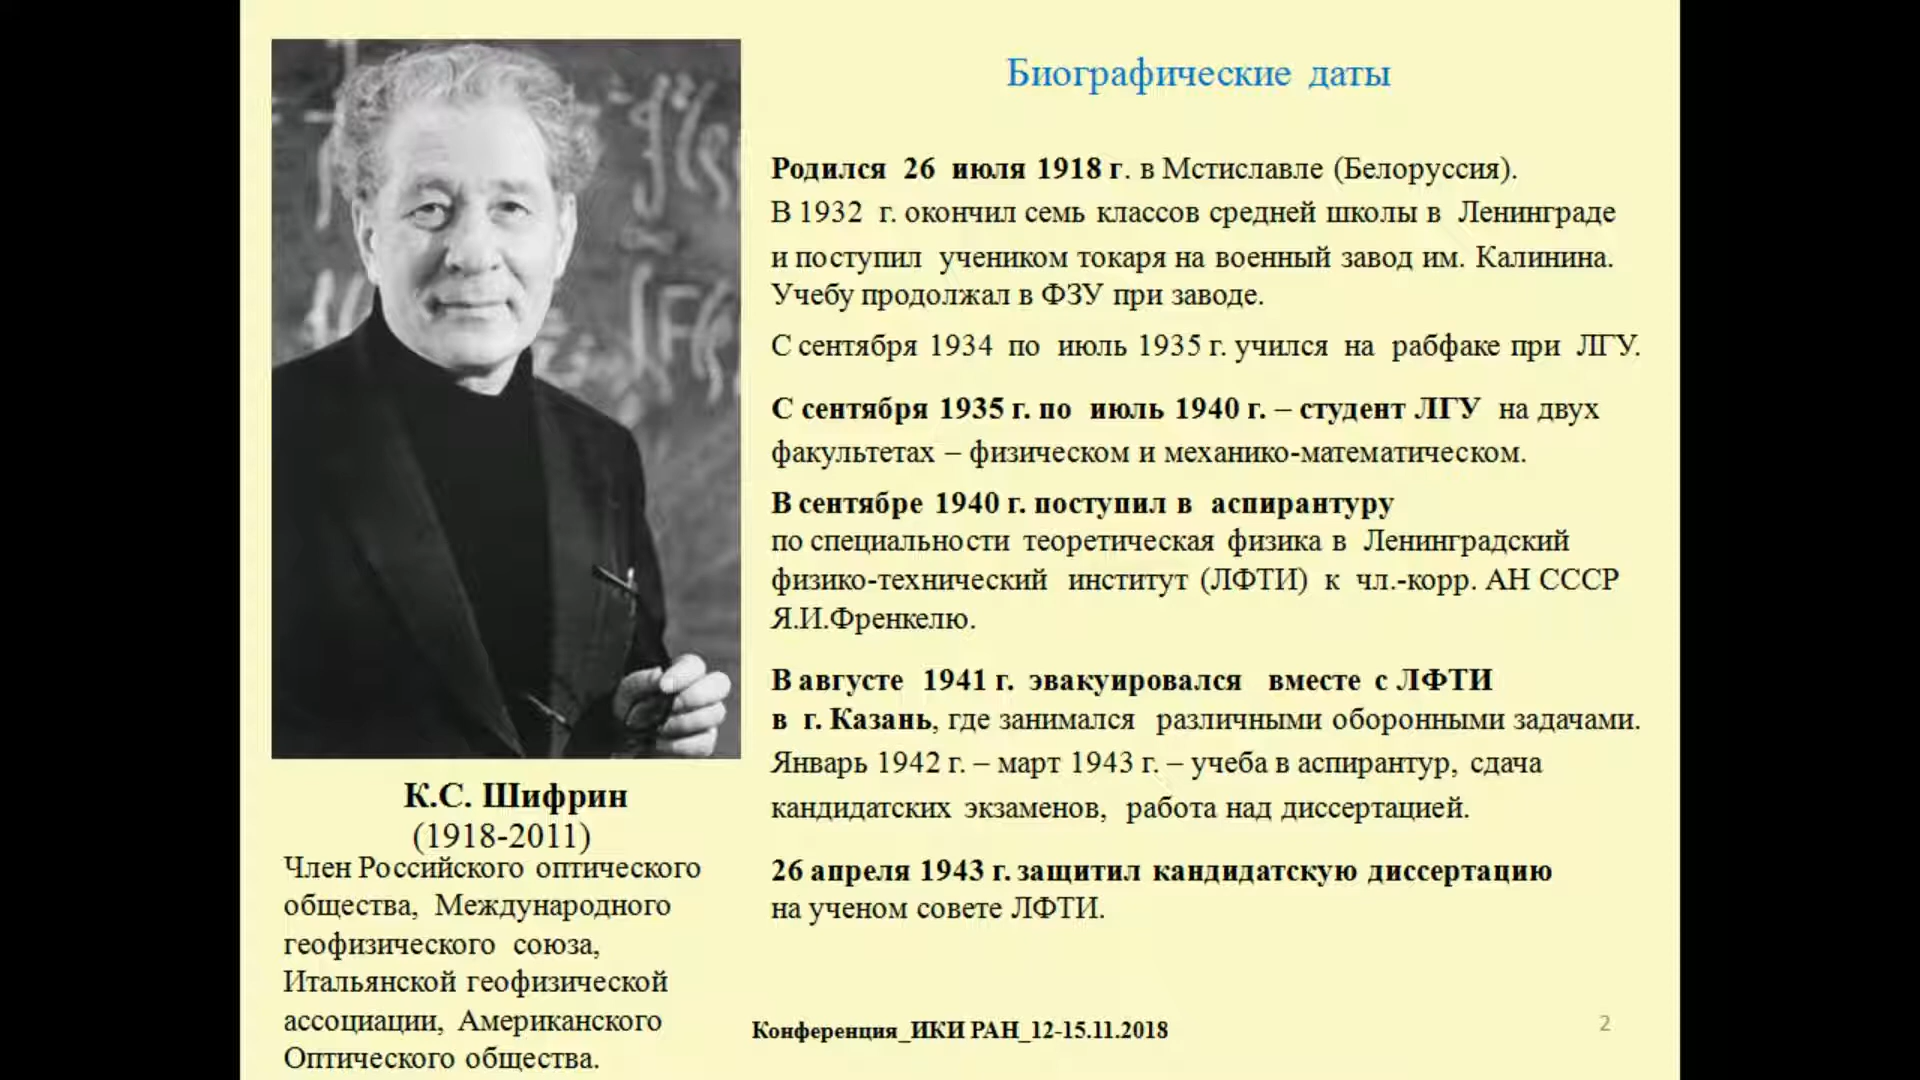 Биографические даты
Родился 26 июля 1918 г. в Мстиславле (Белоруссия).
В 1932 г. окончил семь классов средней школы в Ленинграде
и поступил учеником токаря на военный завод им. Калинина.
Учебу продолжал в ФЗУ при заводе.
С сентября 1934 по июль 1935 г. учился на рабфаке при ЛГУ.
С сентября 1935 г. по июль 1940 г. – студент ЛГУ на двух
факультетах – физическом и механико-математическом.
В сентябре 1940 г. поступил в аспирантуру
по специальности теоретическая физика в Ленинградский
физико-технический институт (ЛФТИ) к чл.-корр. АН СССР
Я.И.Френкелю.
В августе 1941 г. эвакуировался вместе с ЛФТИ
в г. Казань, где занимался различными оборонными задачами.
Январь 1942 г. – март 1943 г. – учеба в аспирантур, сдача
кандидатских экзаменов, работа над диссертацией.
26 апреля 1943 г. защитил кандидатскую диссертацию
на ученом совете ЛФТИ.
К.С. Шифрин
(1918-2011)
Член Российского оптического
общества, Международного
геофизического союза,
Итальянской геофизической
ассоциации, Американского
Оптического общества.
Конференция_ИКИ РАН_12-15.11.2018
2